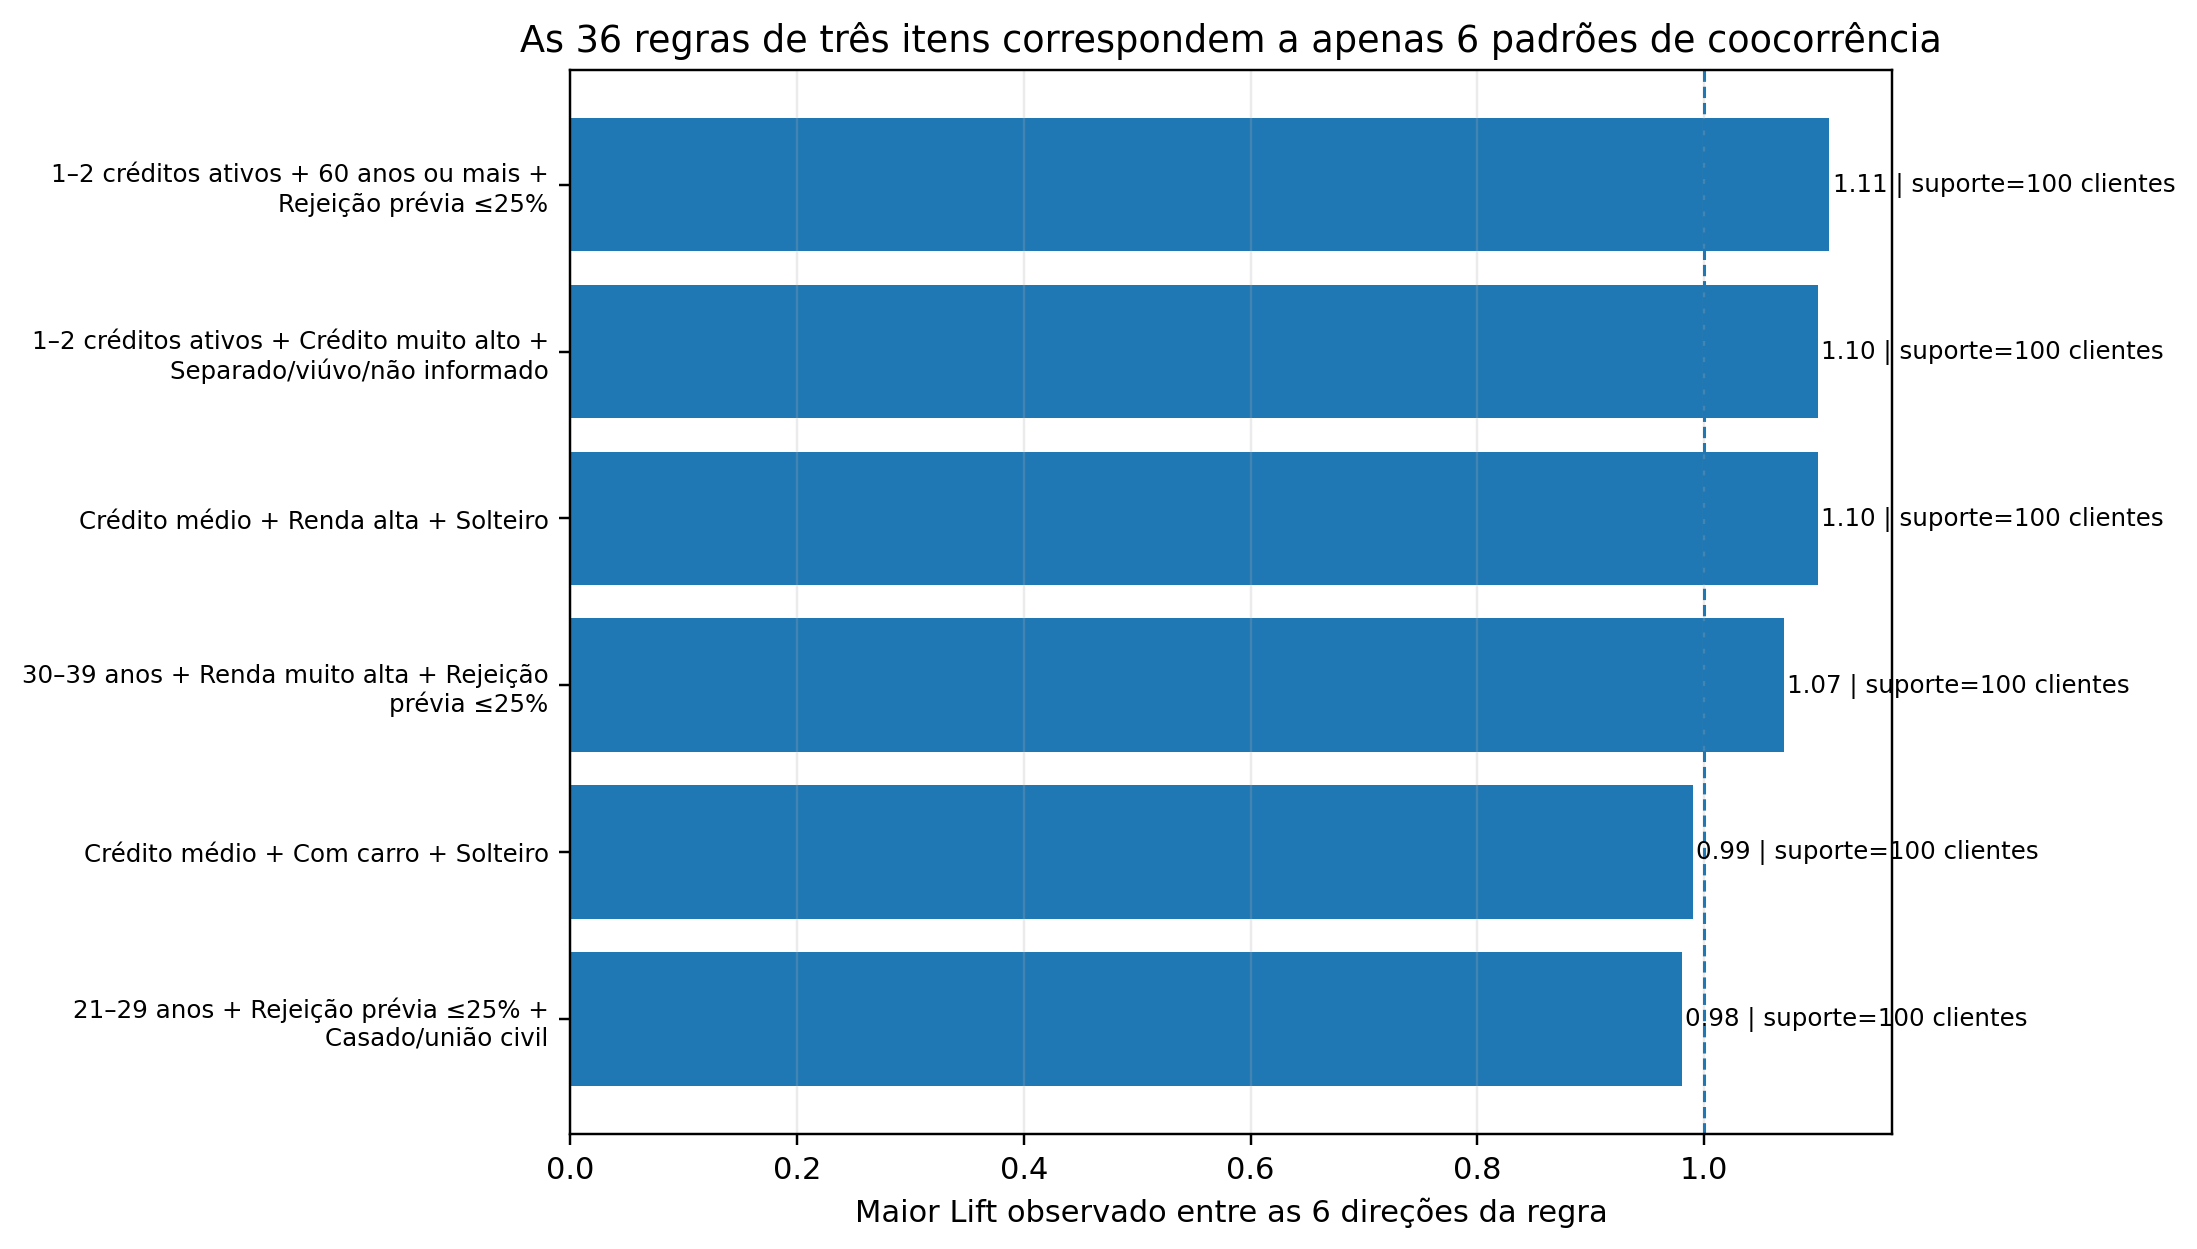 As 36 regras de três itens correspondem a apenas 6 padrões de coocorrência
1–2 créditos ativos + 60 anos ou mais +
Rejeição prévia ≤25%
1.11 | suporte=100 clientes
1–2 créditos ativos + Crédito muito alto +
Separado/viúvo/não informado
1.10 | suporte=100 clientes
Crédito médio + Renda alta + Solteiro
1.10 | suporte=100 clientes
30–39 anos + Renda muito alta + Rejeição
prévia ≤25%
1.07 | suporte=100 clientes
Crédito médio + Com carro + Solteiro
0.99 | suporte=100 clientes
21–29 anos + Rejeição prévia ≤25% +
Casado/união civil
0.98 | suporte=100 clientes
0.0 0.2 0.4 0.6 0.8 1.0
Maior Lift observado entre as 6 direções da regra